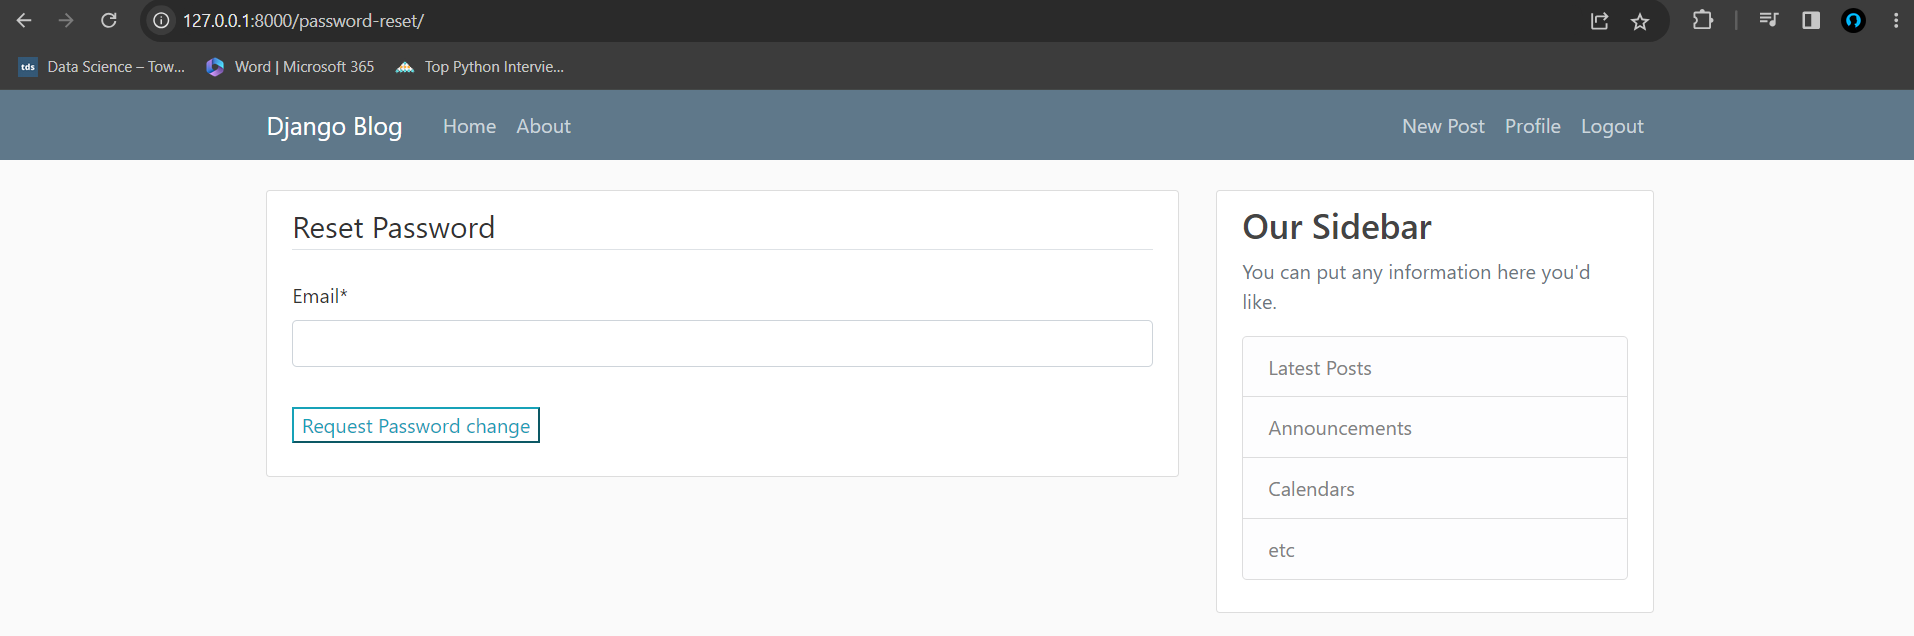 127.0.0.1:8000/password-reset/
tds Data Science – Tow... Word | Microsoft 365 Top Python Intervie...
Django Blog Home About New Post Profile Logout
Reset Password
Email*
Request Password change
Our Sidebar
You can put any information here you'd
like.
Latest Posts
Announcements
Calendars
etc